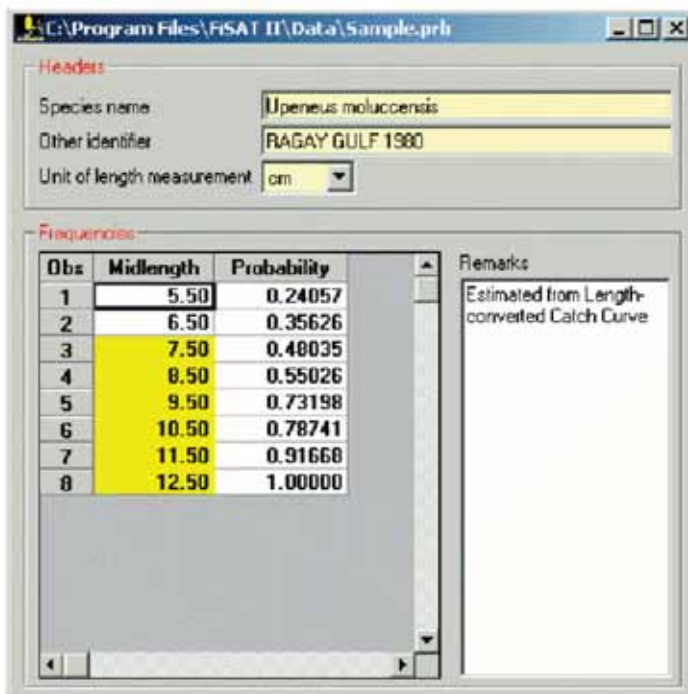 C:\Program Files\FiSAT II\Data\Sample.prb
Headers
Species name Upeneus moluccensis
Other identifier RAGAY GULF 1980
Unit of length measurement cm
Frequencies
Obs Midlength Probability
1 5.50 0.24057
2 6.50 0.35626
3 7.50 0.48035
4 8.50 0.55026
5 9.50 0.73198
6 10.50 0.78741
7 11.50 0.91668
8 12.50 1.00000
Remarks
Estimated from Length-
converted Catch Curve